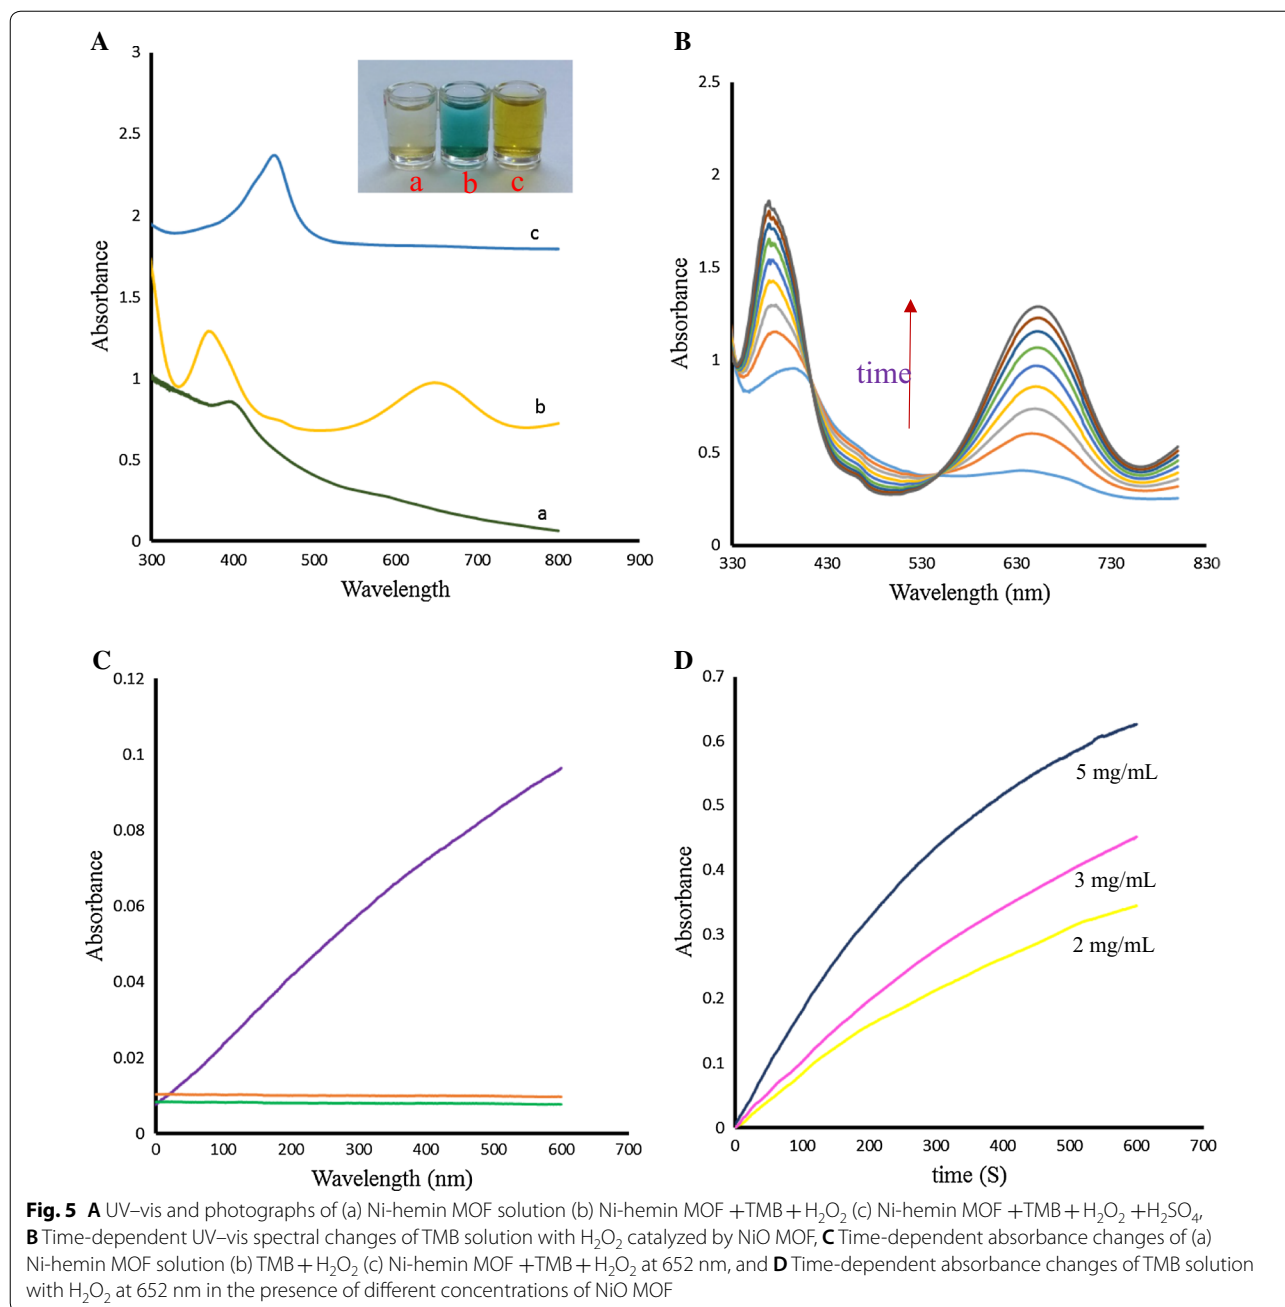 A
3
2.5
2
1.5
1
0.5
0
300 400 500 600 700 800 900
Absorbance
Wavelength
a b c
c
b
a
B
2.5
2
1.5
1
0.5
0
330 430 530 630 730 830
Absorbance
Wavelength (nm)
time
C
0.12
0.1
0.08
0.06
0.04
0.02
0
0 100 200 300 400 500 600 700
Absorbance
Wavelength (nm)
D
0.7
0.6
0.5
0.4
0.3
0.2
0.1
0
0 100 200 300 400 500 600 700
Absorbance
time (S)
5 mg/mL
3 mg/mL
2 mg/mL
Fig. 5 A UV–vis and photographs of (a) Ni-hemin MOF solution (b) Ni-hemin MOF +TMB + H₂O₂ (c) Ni-hemin MOF +TMB + H₂O₂ +H₂SO₄,
B Time-dependent UV–vis spectral changes of TMB solution with H₂O₂ catalyzed by NiO MOF, C Time-dependent absorbance changes of (a)
Ni-hemin MOF solution (b) TMB + H₂O₂ (c) Ni-hemin MOF +TMB + H₂O₂ at 652 nm, and D Time-dependent absorbance changes of TMB solution
with H₂O₂ at 652 nm in the presence of different concentrations of NiO MOF